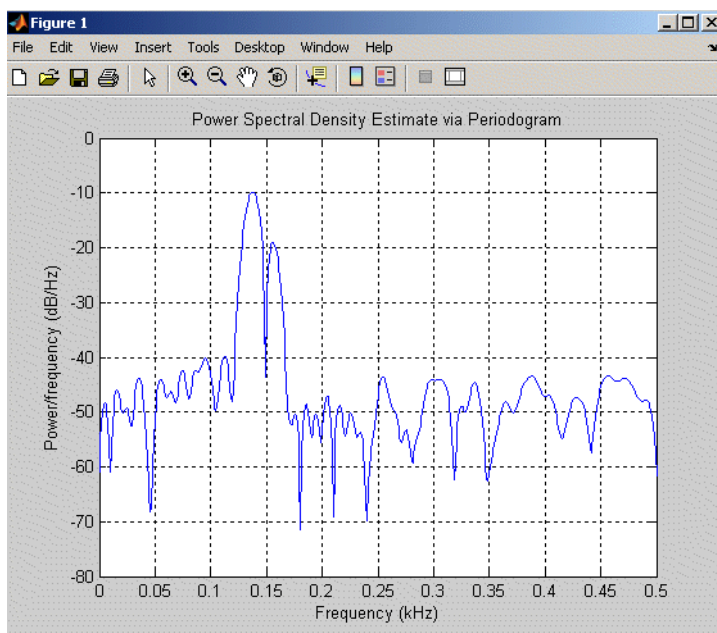 Figure 1
File Edit View Insert Tools Desktop Window Help
Power Spectral Density Estimate via Periodogram
0
-10
-20
-30
-40
-50
-60
-70
-80
Power/frequency (dB/Hz)
0 0.05 0.1 0.15 0.2 0.25 0.3 0.35 0.4 0.45 0.5
Frequency (kHz)